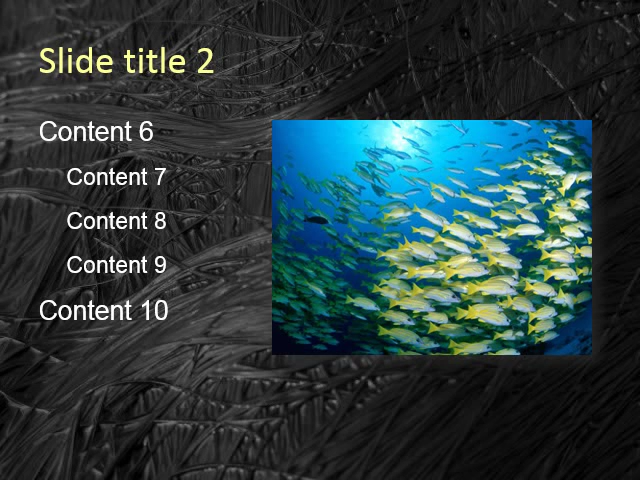 Slide title 2
Content 6
Content 7
Content 8
Content 9
Content 10